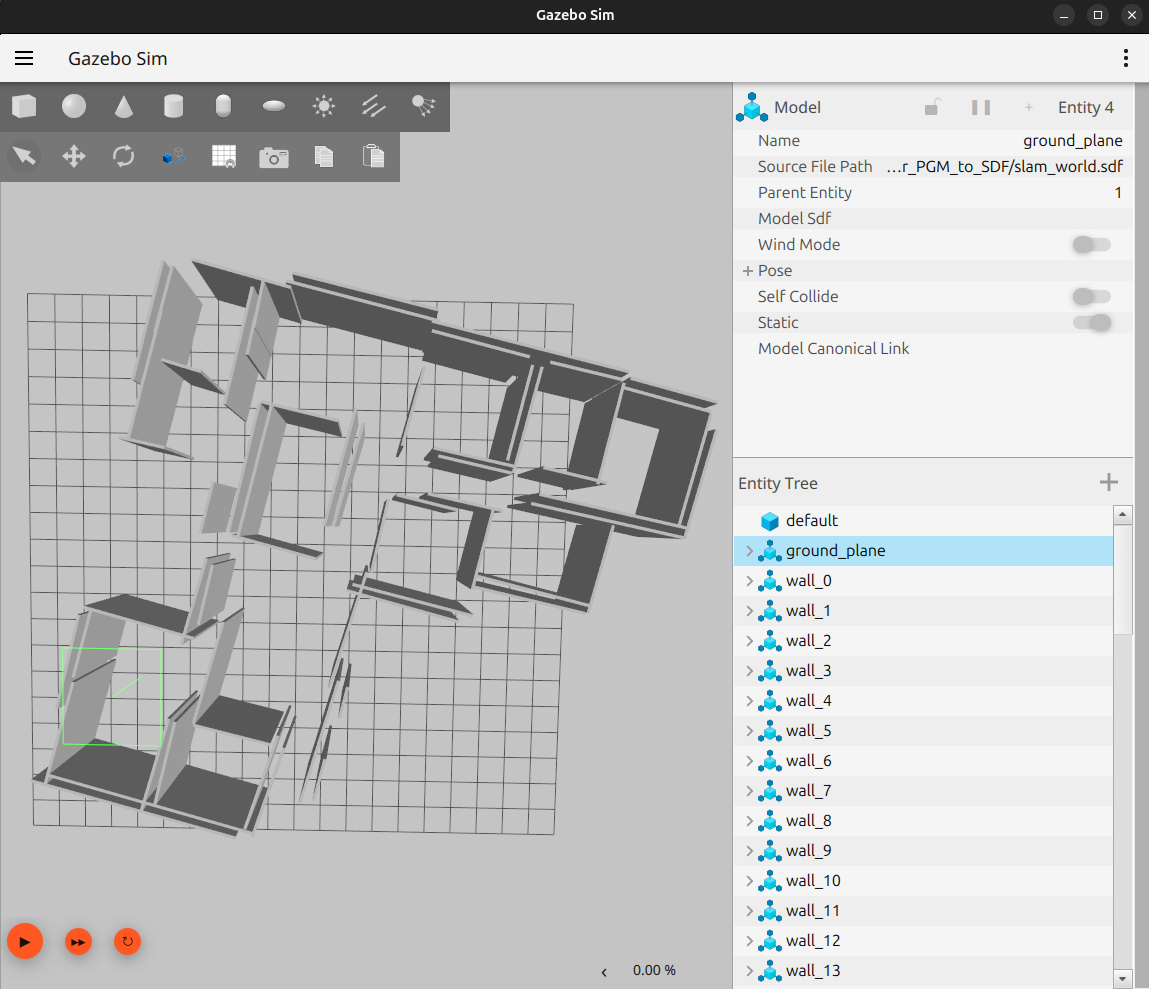 Gazebo Sim
Gazebo Sim
Model Entity 4
Name ground_plane
Source File Path ...r_PGM_to_SDF/slam_world.sdf
Parent Entity 1
Model Sdf
Wind Mode
Pose
Self Collide
Static
Model Canonical Link
Entity Tree
default
ground_plane
wall_0
wall_1
wall_2
wall_3
wall_4
wall_5
wall_6
wall_7
wall_8
wall_9
wall_10
wall_11
wall_12
wall_13
0.00 %